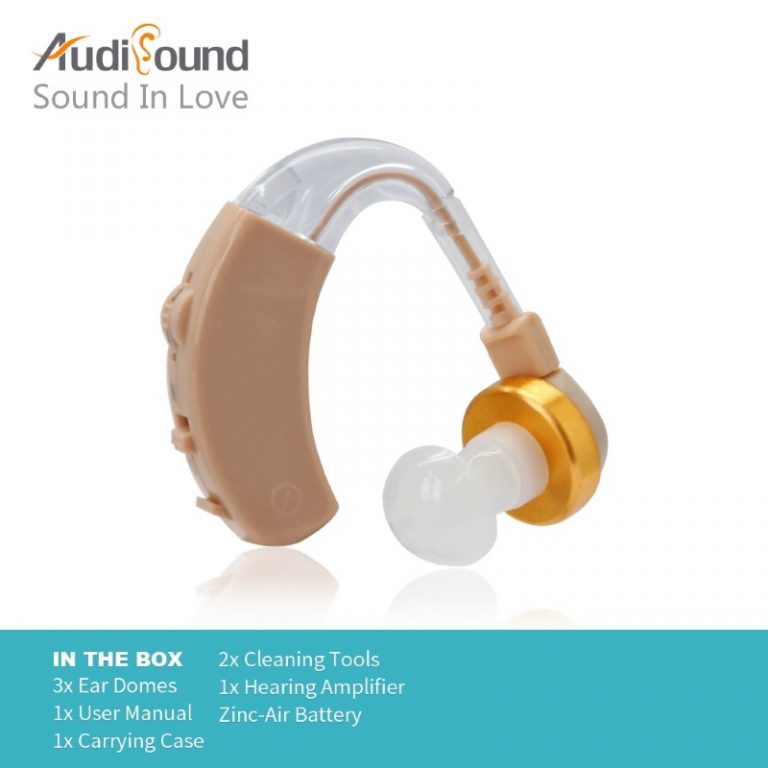 AudiSound
Sound In Love
IN THE BOX
3x Ear Domes
1x User Manual
1x Carrying Case
2x Cleaning Tools
1x Hearing Amplifier
Zinc-Air Battery